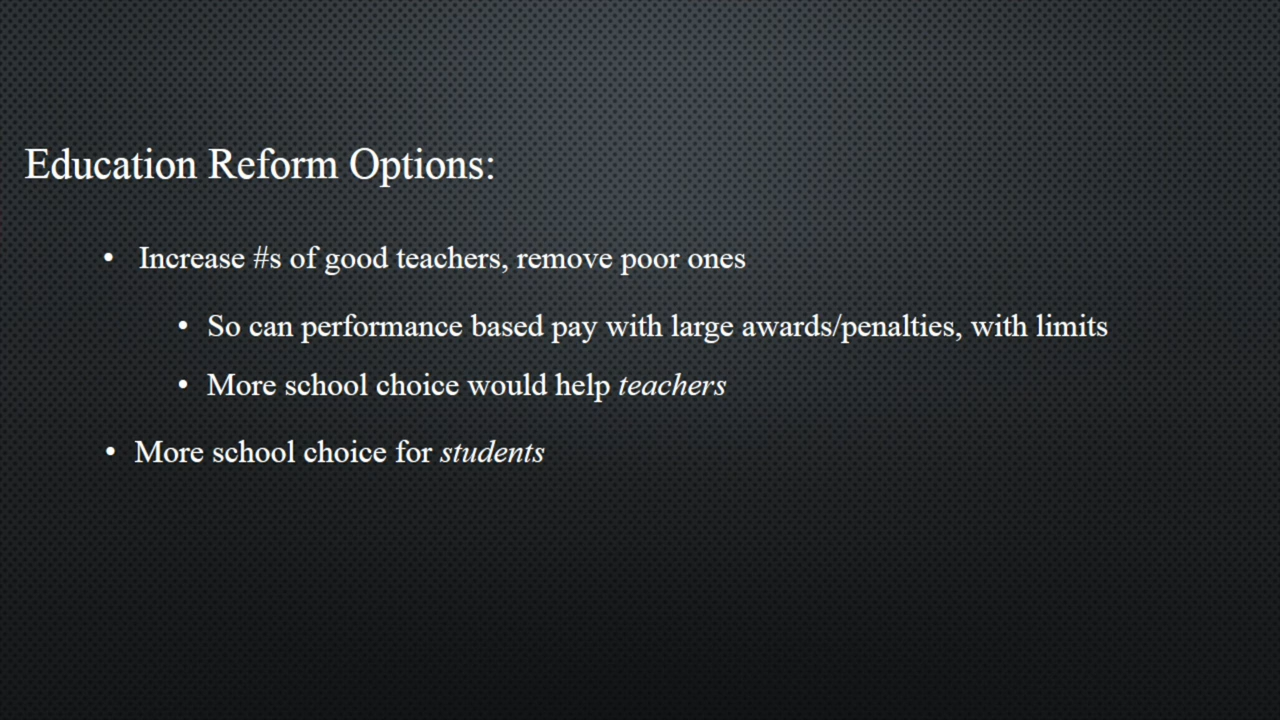 Education Reform Options:
• Increase #s of good teachers, remove poor ones
• So can performance based pay with large awards/penalties, with limits
• More school choice would help teachers
• More school choice for students